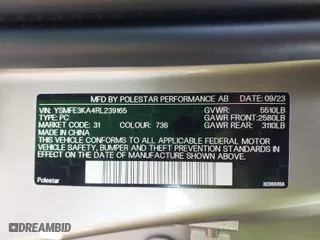 MFD BY POLESTAR PERFORMANCE AB DATE: 09/23
VIN: YSMFE3KA4RL239165 GVWR: 5510LB
TYPE: PC GAWR FRONT:2580LB
MARKET: 31 COLOUR: 736 GAWR REAR: 3110LB
MADE IN CHINA
THIS VEHICLE CONFORMS TO ALL APPLICABLE U.S. FEDERAL MOTOR VEHICLE
SAFETY, BUMPER AND THEFT PREVENTION STANDARDS IN EFFECT ON THE
DATE OF MANUFACTURE SHOWN ABOVE.
Polestar 32366356
© DREAMBID